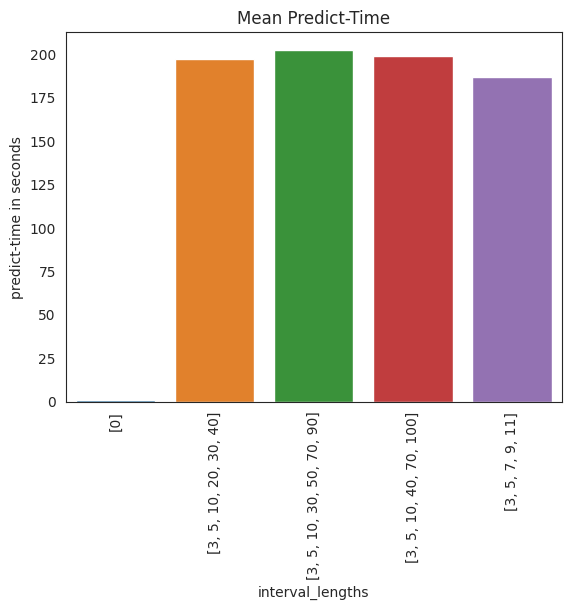 Mean Predict-Time
predict-time in seconds
200
175
150
125
100
75
50
25
0
[0]
[3, 5, 10, 20, 30, 40]
[3, 5, 10, 30, 50, 70, 90]
[3, 5, 10, 40, 70, 100]
[3, 5, 7, 9, 11]
interval_lengths